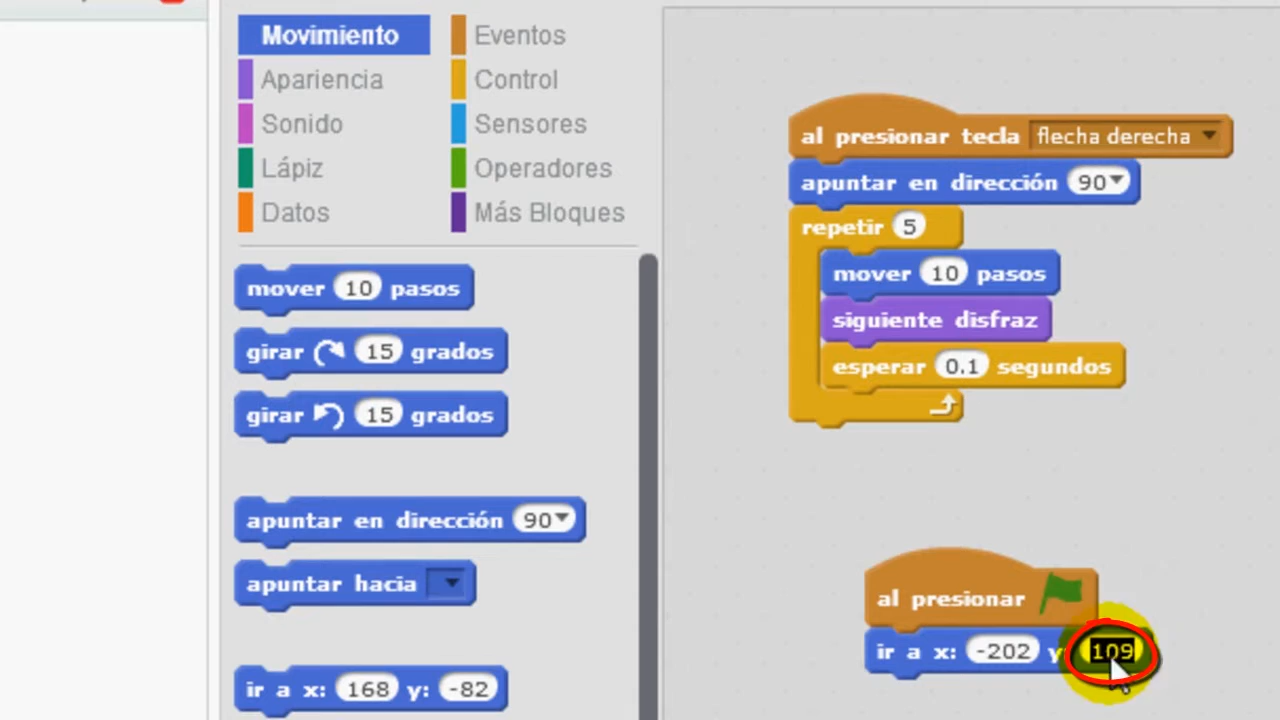 Movimiento
Eventos
Apariencia
Control
Sonido
Sensores
Lápiz
Operadores
Datos
Más Bloques
mover 10 pasos
girar 15 grados
girar 15 grados
apuntar en dirección 90
apuntar hacia
ir a x: 168 y: -82
al presionar tecla flecha derecha
apuntar en dirección 90
repetir 5
mover 10 pasos
siguiente disfraz
esperar 0.1 segundos
al presionar
ir a x: -202 y: 109